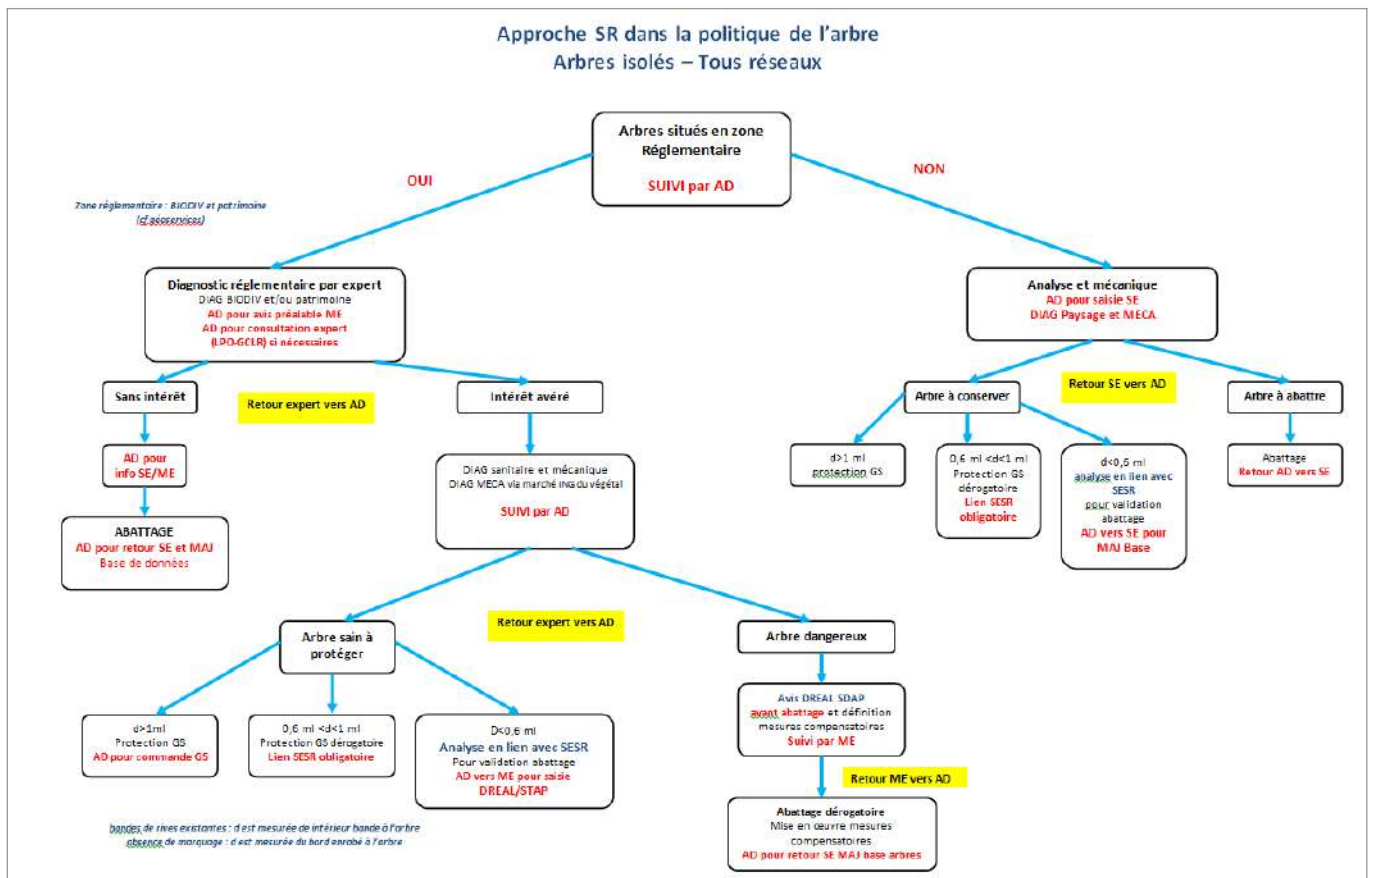 Approche SR dans la politique de l'arbre
Arbres isolés – Tous réseaux
Arbres situés en zone
Réglementaire
SUIVI par AD
OUI
NON
Zone réglementaire : BIODIV et patrimoine
(cf géoservices)
Diagnostic réglementaire par expert
DIAG BIODIV et/ou patrimoine
AD pour avis préalable ME
AD pour consultation expert
(LPO-GCLR) si nécessaires
Analyse et mécanique
AD pour saisie SE
DIAG Paysage et MECA
Sans intérêt
Retour expert vers AD
Intérêt avéré
Arbre à conserver
Retour SE vers AD
Arbre à abattre
AD pour
info SE/ME
ABATTAGE
AD pour retour SE et MAJ
Base de données
DIAG sanitaire et mécanique
DIAG MECA via marché ING du végétal
SUIVI par AD
d>1 ml
protection GS
0,6 ml <d<1 ml
Protection GS
dérogatoire
Lien SESR
obligatoire
d<0,6 ml
analyse en lien avec
SESR
pour validation
abattage
AD vers SE pour
MAJ Base
Abattage
Retour AD vers SE
Arbre sain à
protéger
Retour expert vers AD
Arbre dangereux
d>1ml
Protection GS
AD pour commande GS
0,6 ml <d<1 ml
Protection GS dérogatoire
Lien SESR obligatoire
D<0,6 ml
Analyse en lien avec SESR
Pour validation abattage
AD vers ME pour saisie
DREAL/STAP
Avis DREAL SDAP
avant abattage et définition
mesures compensatoires
Suivi par ME
Retour ME vers AD
Abattage dérogatoire
Mise en œuvre mesures
compensatoires
AD pour retour SE MAJ base arbres
bandes de rives existantes : d est mesurée de intérieur bande à l'arbre
absence de marquage : d est mesurée du bord enrobé à l'arbre